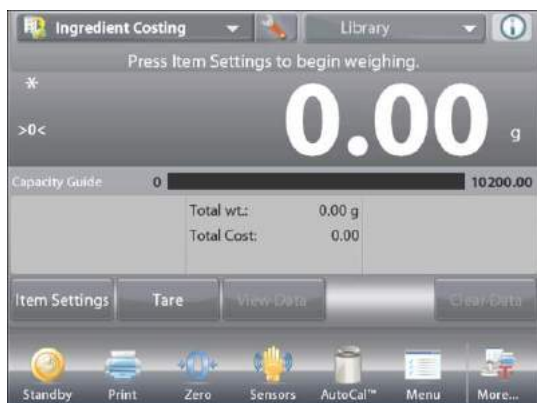 Ingredient Costing Library
Press Item Settings to begin weighing.
*
>0< 0.00 g
Capacity Guide 0 10200.00
Total wt.: 0.00 g
Total Cost: 0.00
Item Settings Tare View Data Clear Data
Standby Print Zero Sensors AutoCal™ Menu More...